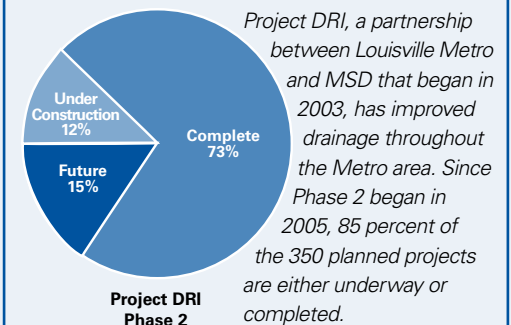 Project DRI, a partnership
between Louisville Metro
and MSD that began in
2003, has improved
drainage throughout
the Metro area. Since
Phase 2 began in
2005, 85 percent of
the 350 planned projects
are either underway or
completed.
Under
Construction
12%
Complete
73%
Future
15%
Project DRI
Phase 2